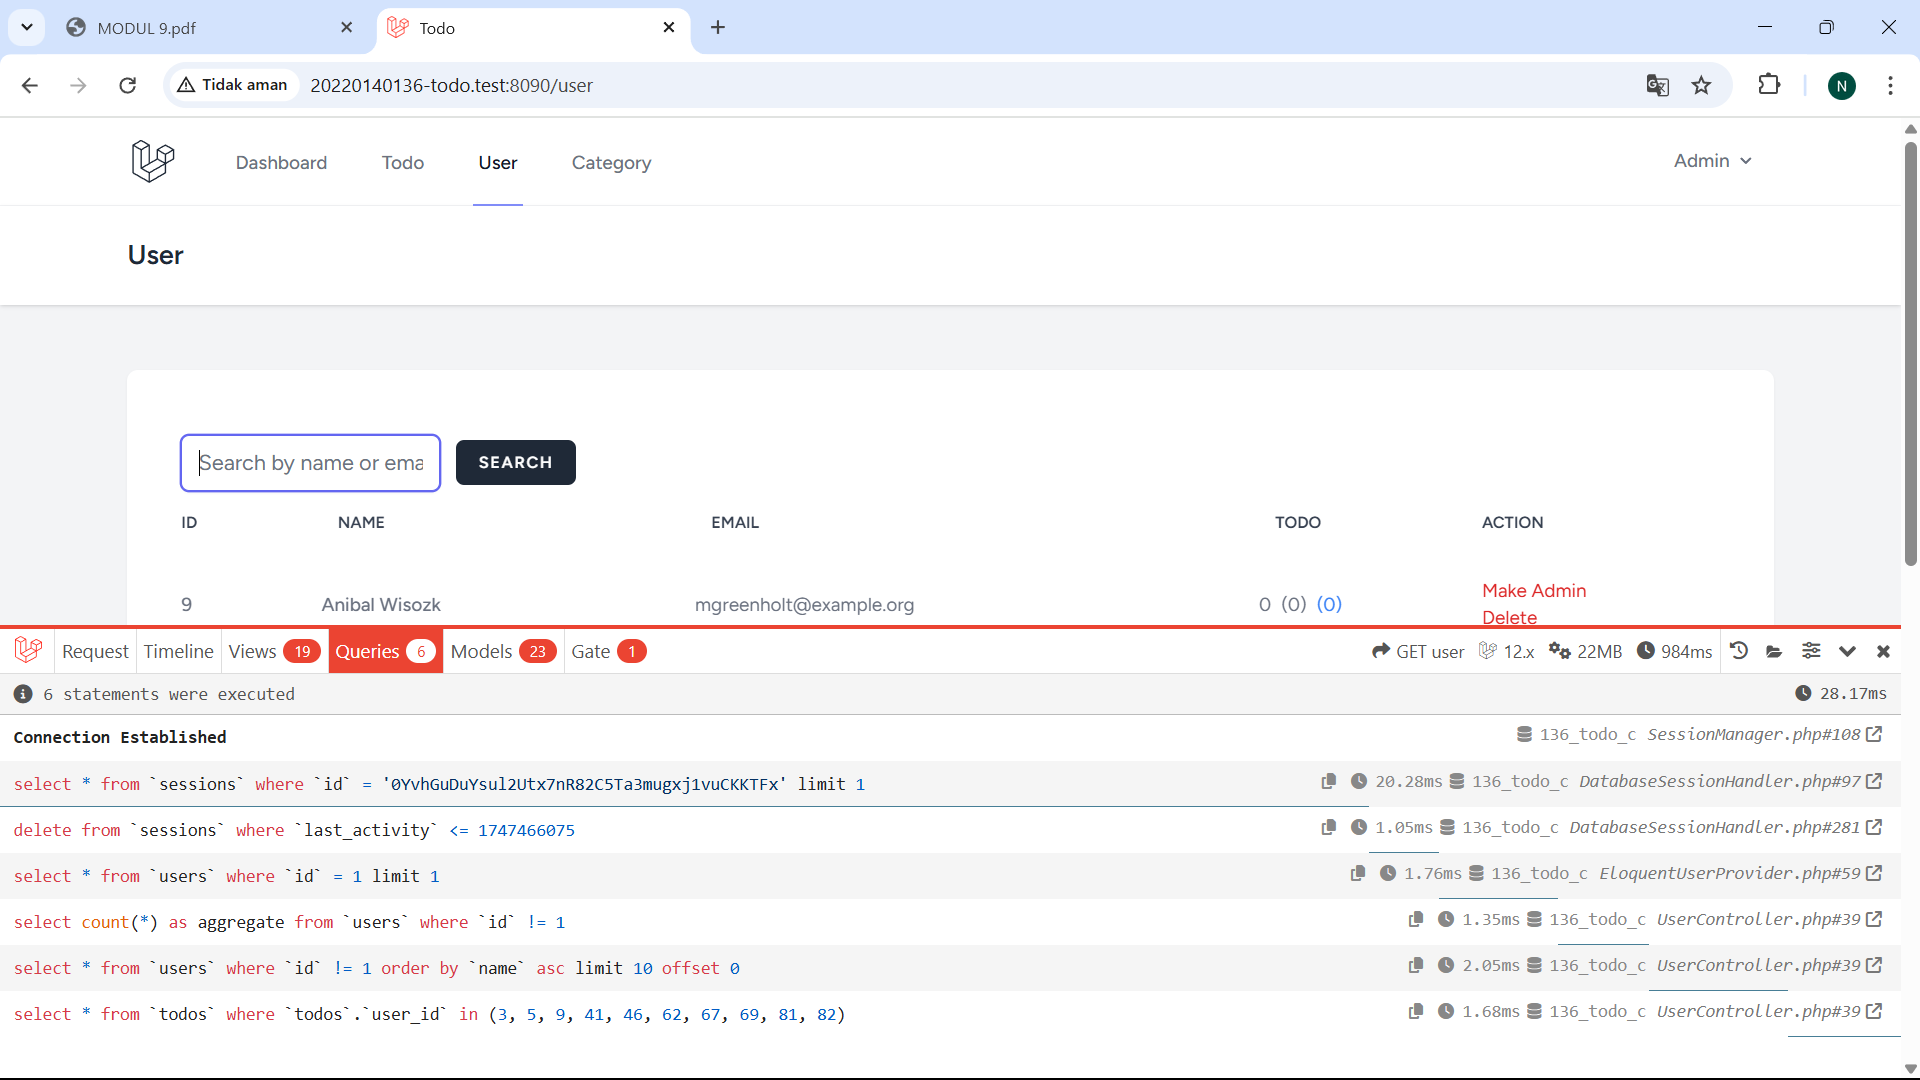 MODUL 9.pdf
Todo
Tidak aman
20220140136-todo.test:8090/user
N
Dashboard
Todo
User
Category
Admin
User
Search by name or ema
SEARCH
ID NAME EMAIL TODO ACTION
9 Anibal Wisozk mgreenholt@example.org 0 (0) (0) Make Admin
Delete
Request Timeline Views 19 Queries 6 Models 23 Gate 1 GET user 12.x 22MB 984ms
6 statements were executed 28.17ms
Connection Established 136_todo_c SessionManager.php#108
select * from `sessions` where `id` = '0YvhGuDuYsul2Utx7nR82C5Ta3mugxj1vuCKKTFx' limit 1 20.28ms 136_todo_c DatabaseSessionHandler.php#97
delete from `sessions` where `last_activity` <= 1747466075 1.05ms 136_todo_c DatabaseSessionHandler.php#281
select * from `users` where `id` = 1 limit 1 1.76ms 136_todo_c EloquentUserProvider.php#59
select count(*) as aggregate from `users` where `id` != 1 1.35ms 136_todo_c UserController.php#39
select * from `users` where `id` != 1 order by `name` asc limit 10 offset 0 2.05ms 136_todo_c UserController.php#39
select * from `todos` where `todos`.`user_id` in (3, 5, 9, 41, 46, 62, 67, 69, 81, 82) 1.68ms 136_todo_c UserController.php#39